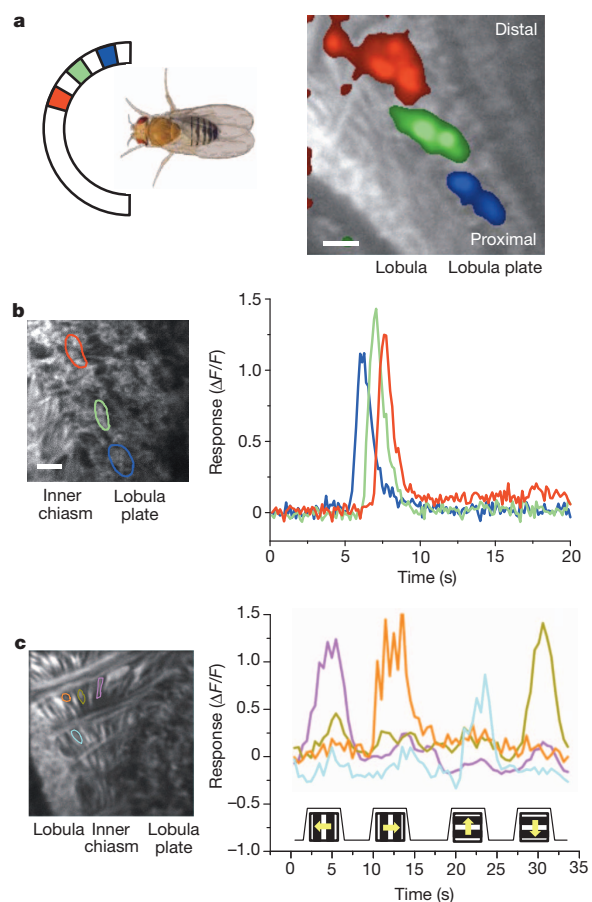 a
Distal
Proximal
Lobula Lobula plate
b
Inner chiasm
Lobula plate
Response (ΔF/F)
1.5
1.0
0.5
0
0 5 10 15 20
Time (s)
c
Lobula Inner chiasm Lobula plate
Response (ΔF/F)
1.5
1.0
0.5
0
−0.5
−1.0
0 5 10 15 20 25 30 35
Time (s)